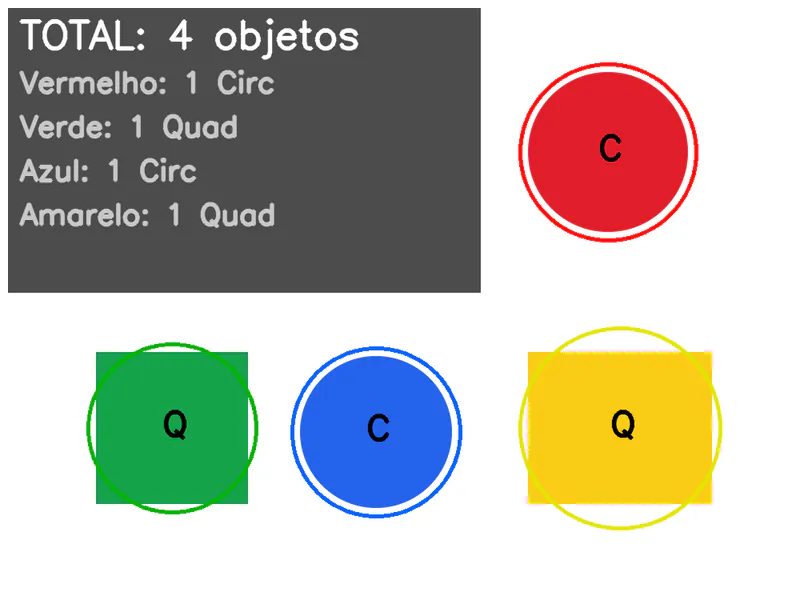 TOTAL: 4 objetos
Vermelho: 1 Circ
Verde: 1 Quad
Azul: 1 Circ
Amarelo: 1 Quad
C
Q
C
Q